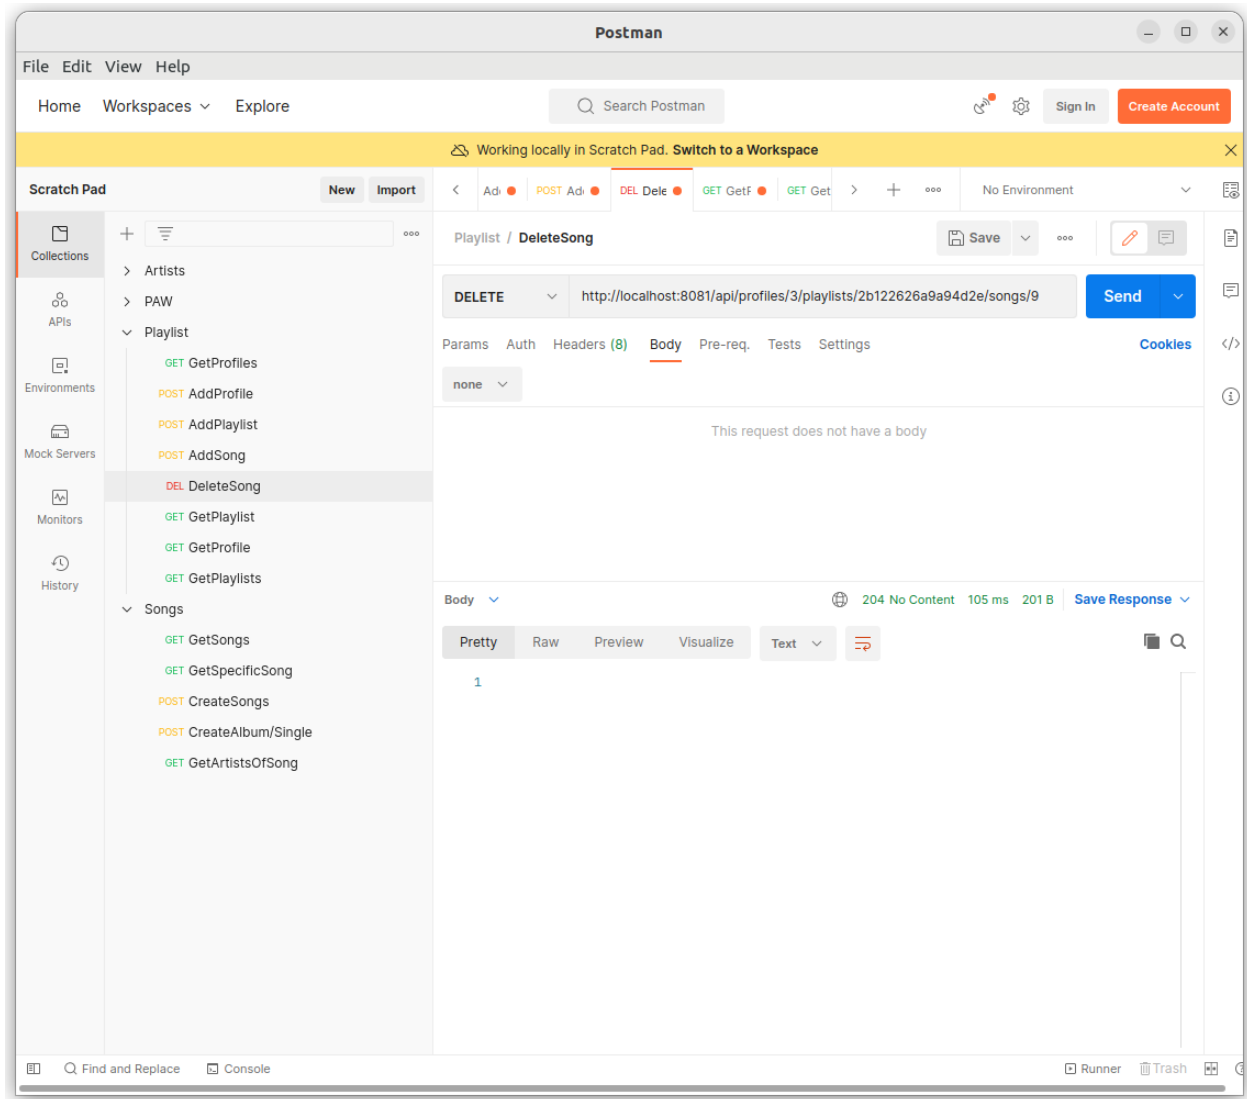 Postman
File Edit View Help
Home Workspaces Explore Search Postman Sign In Create Account
Working locally in Scratch Pad. Switch to a Workspace
Scratch Pad New Import
POST DEL Dele GET GetP GET Get No Environment
Collections
APIs
Environments
Mock Servers
Monitors
History
Artists
PAW
Playlist
GET GetProfiles
POST AddProfile
POST AddPlaylist
POST AddSong
DEL DeleteSong
GET GetPlaylist
GET GetProfile
GET GetPlaylists
Songs
GET GetSongs
GET GetSpecificSong
POST CreateSongs
POST CreateAlbum/Single
GET GetArtistsOfSong
Playlist / DeleteSong Save
DELETE http://localhost:8081/api/profiles/3/playlists/2b122626a9a94d2e/songs/9 Send
Params Auth Headers (8) Body Pre-req. Tests Settings Cookies
none
This request does not have a body
Body 204 No Content 105 ms 201 B Save Response
Pretty Raw Preview Visualize Text
1
Find and Replace Console Runner Trash